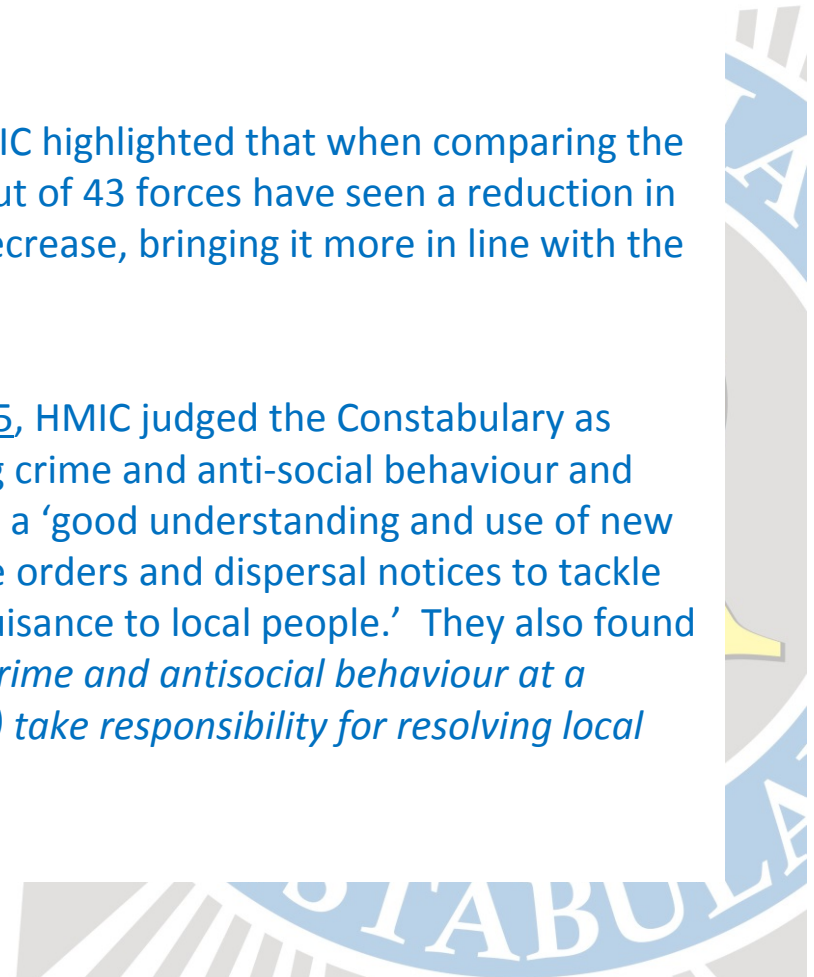 IC highlighted that when comparing the
ut of 43 forces have seen a reduction in
ecrease, bringing it more in line with the
5, HMIC judged the Constabulary as
g crime and anti-social behaviour and
a ‘good understanding and use of new
e orders and dispersal notices to tackle
uisance to local people.’ They also found
rime and antisocial behaviour at a
) take responsibility for resolving local
STABULA